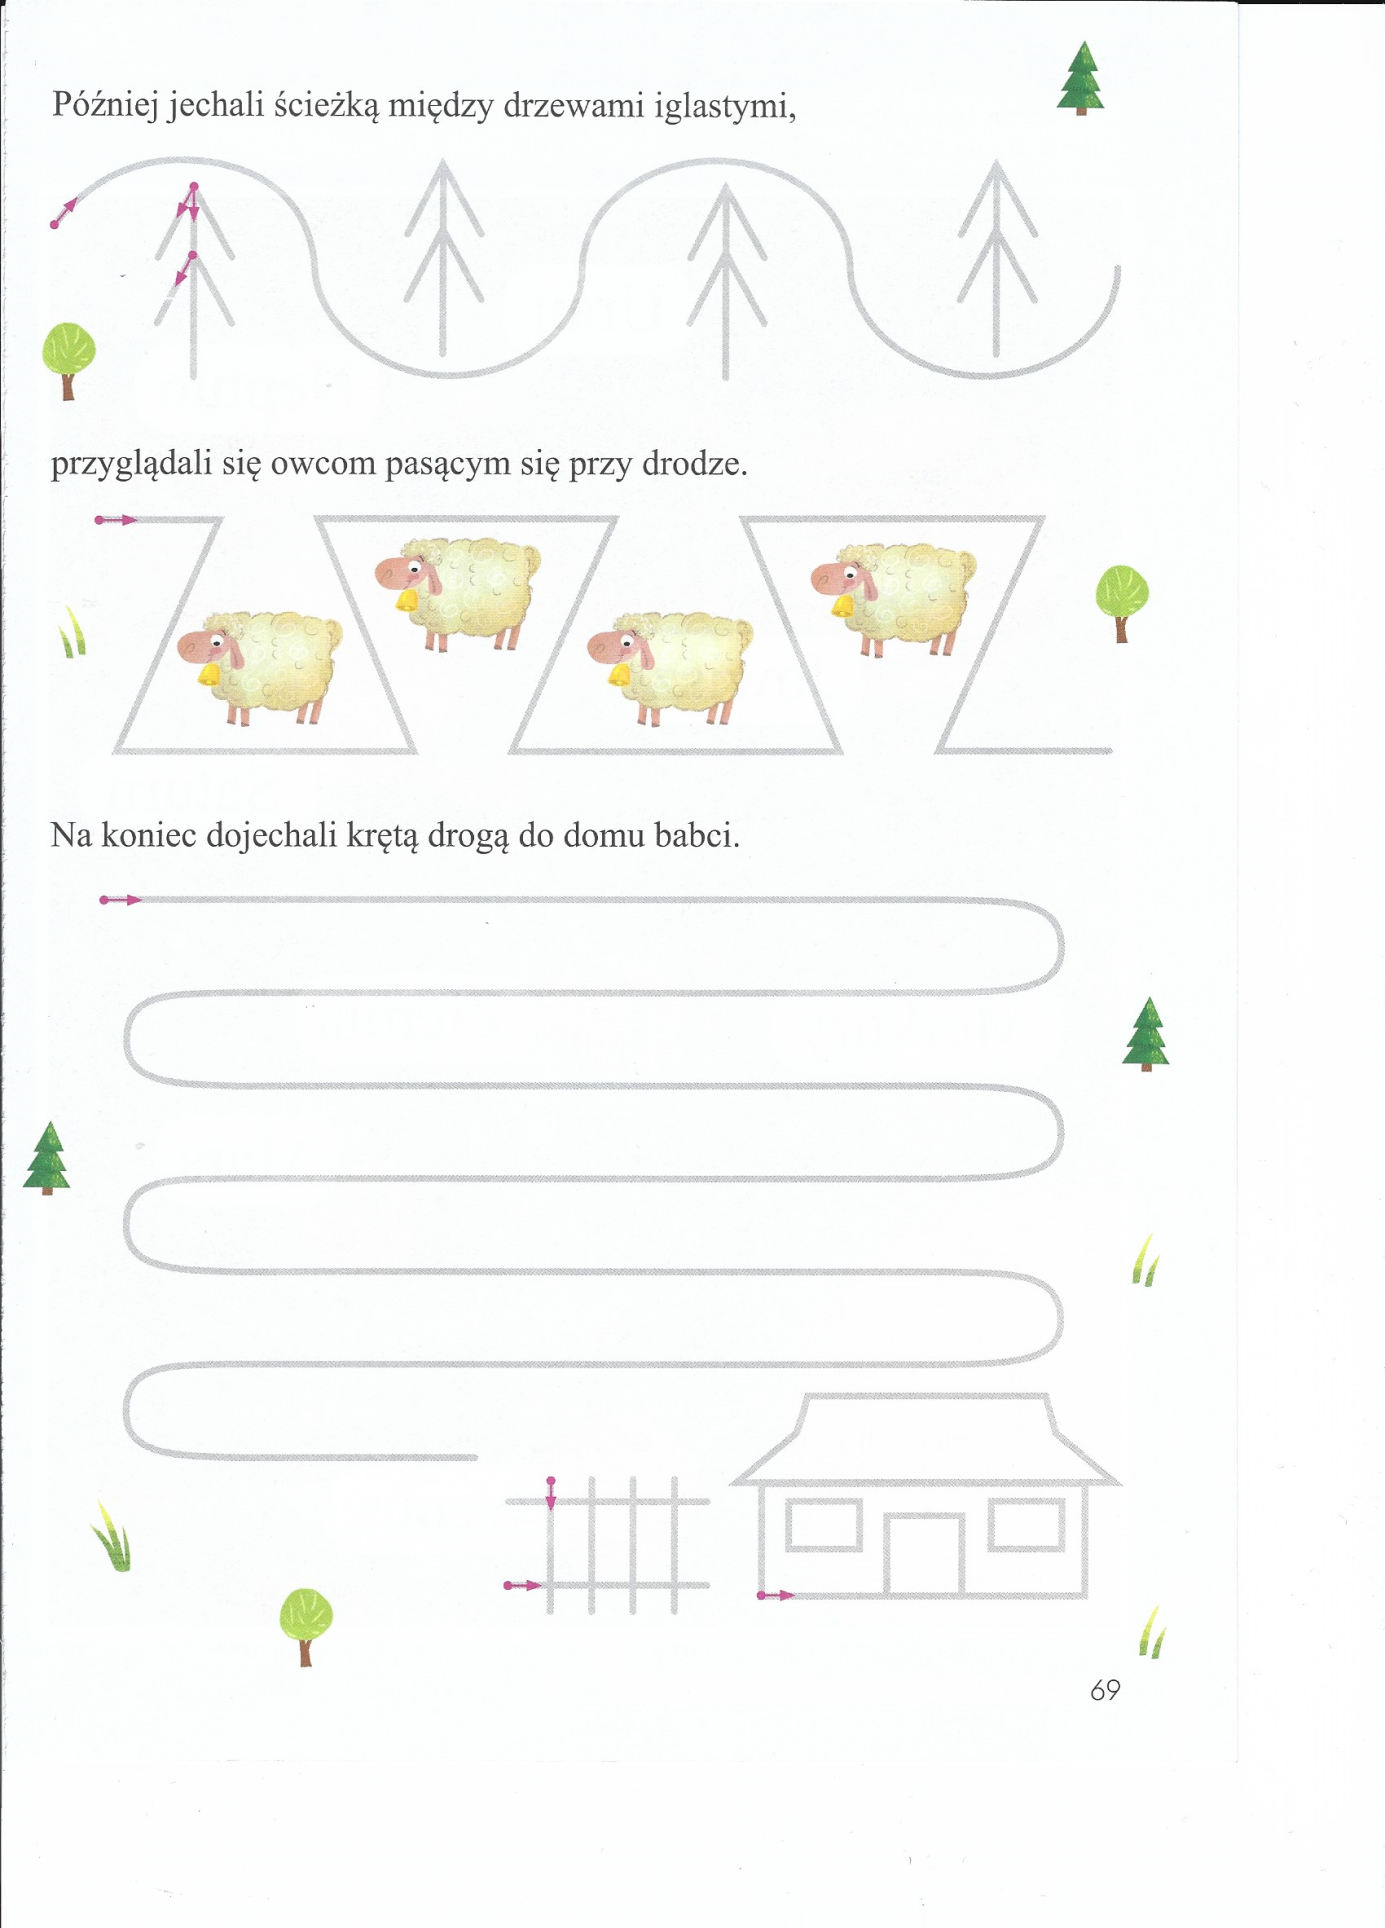 Później jechali ścieżką między drzewami iglastymi,
przyglądali się owcom pasącym się przy drodze.
Na koniec dojechali krętą drogą do domu babci.
69